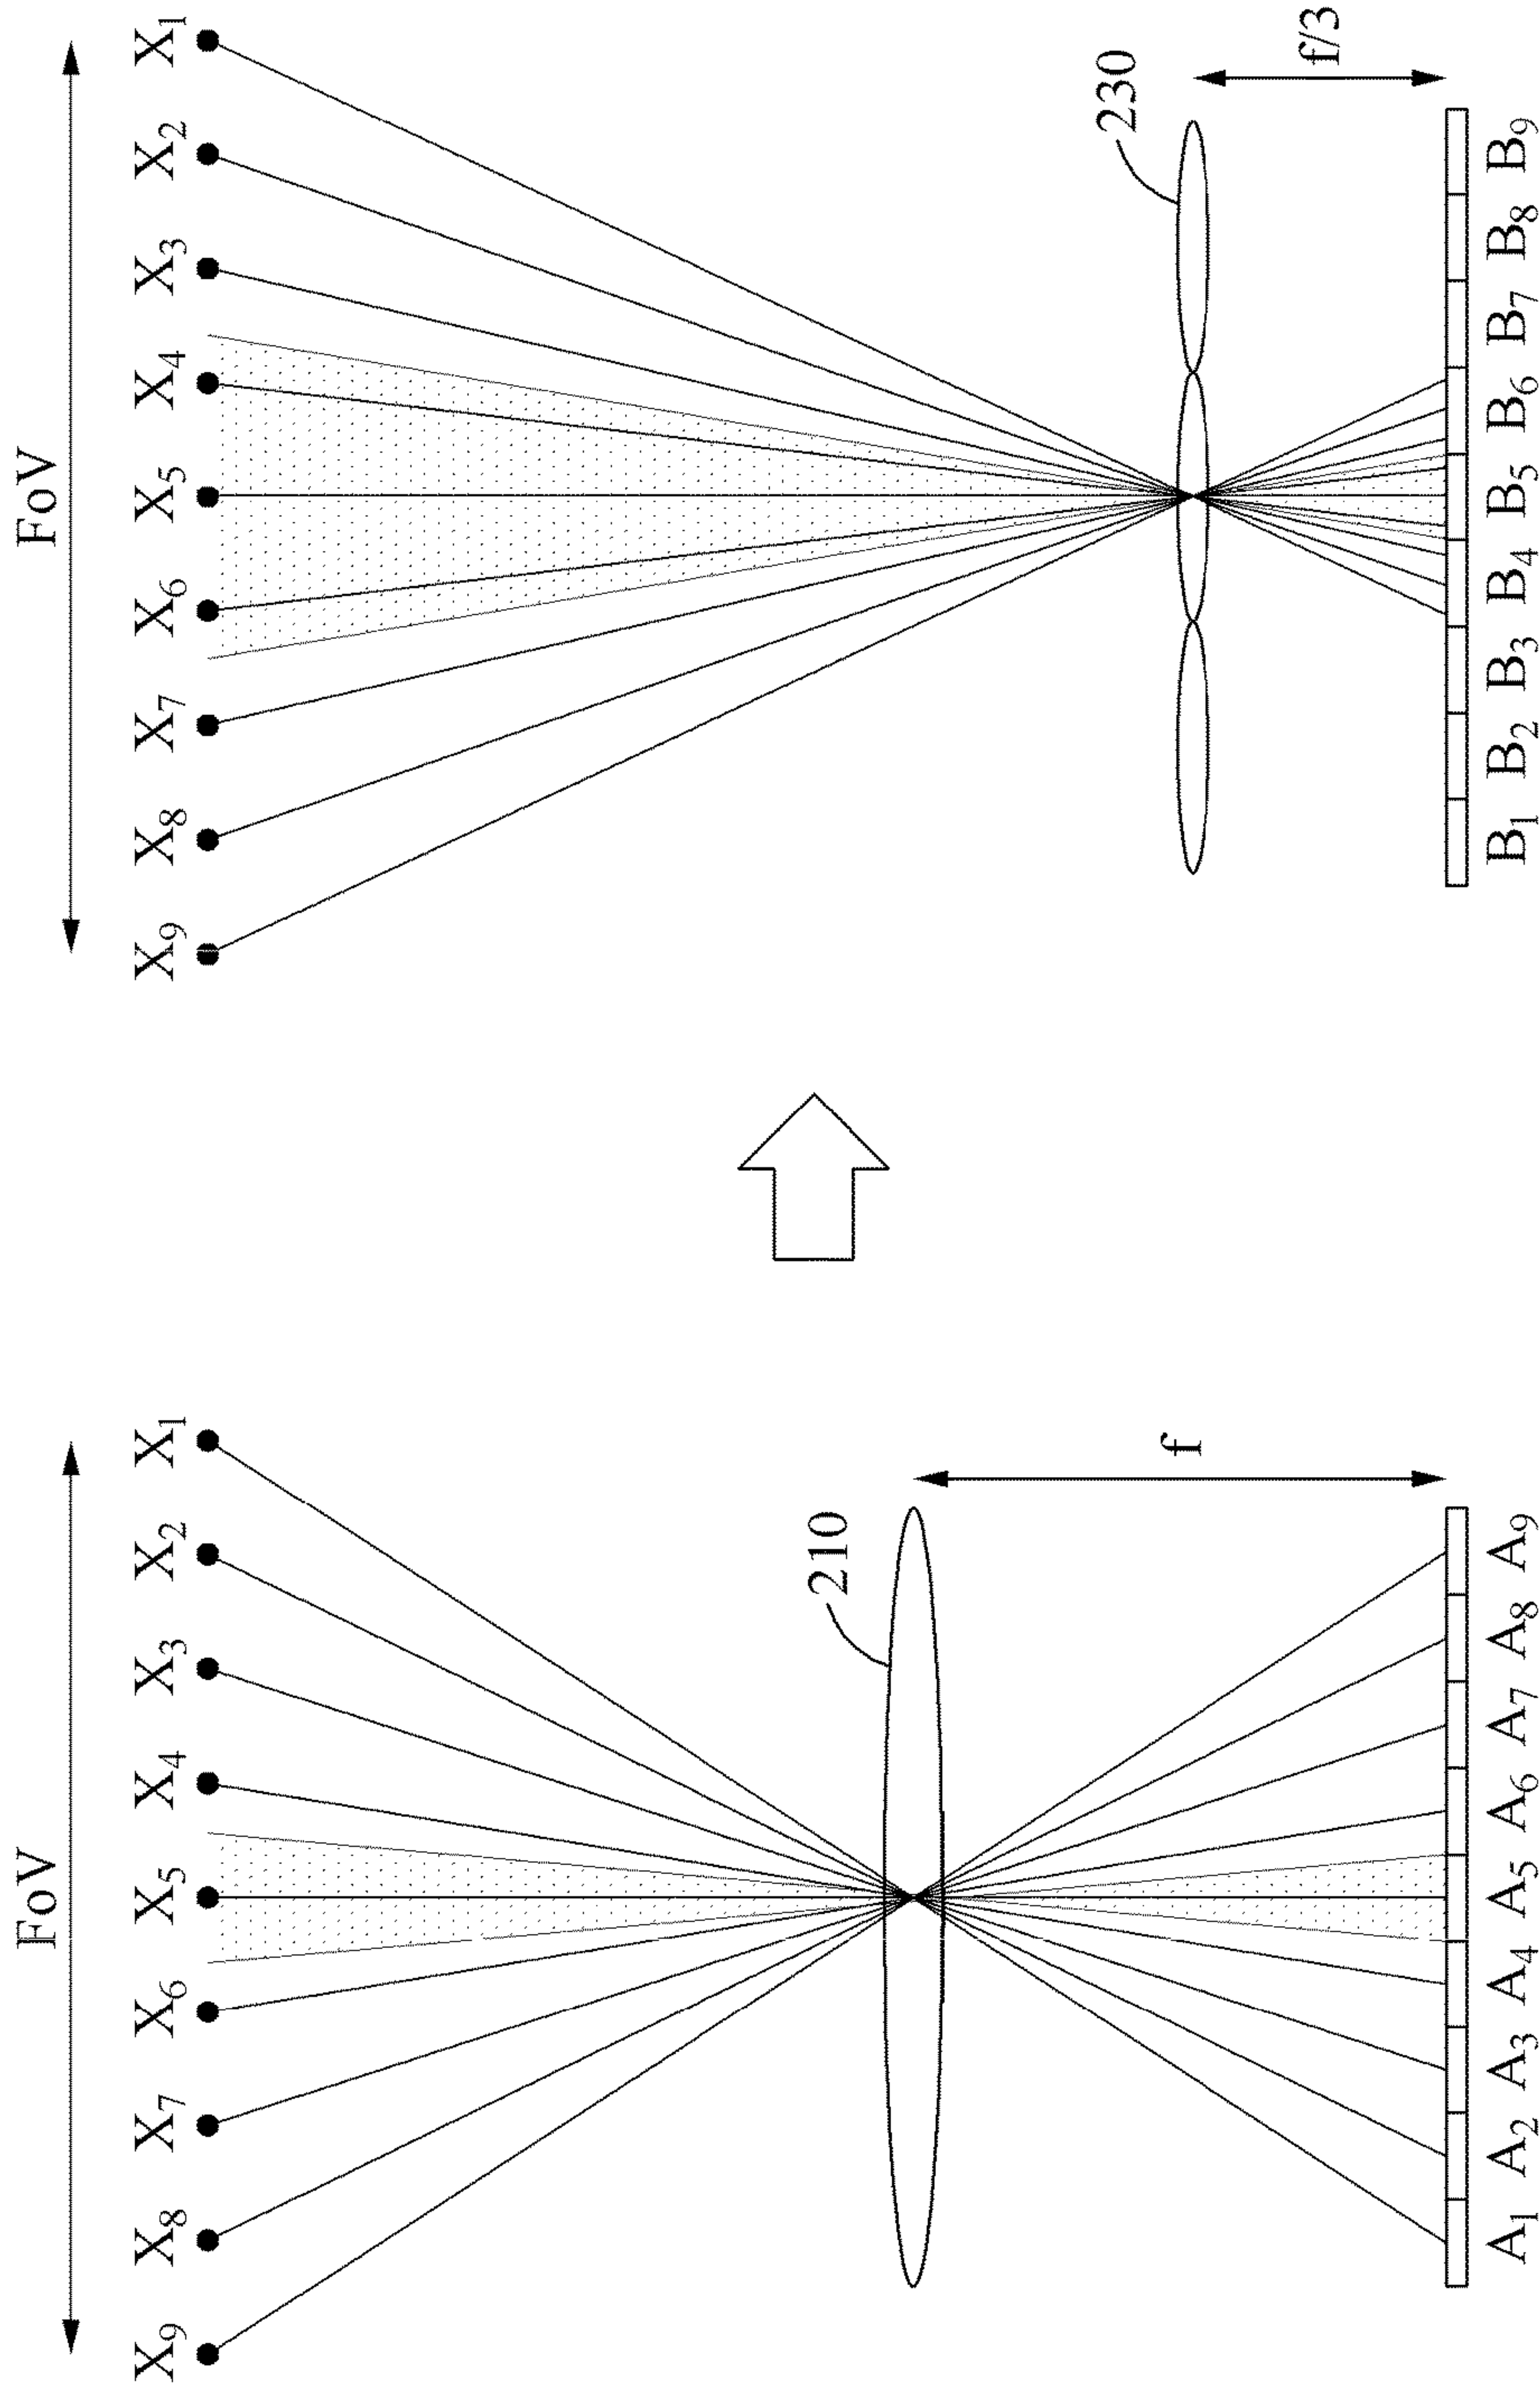 FoV
X₉ X₈ X₇ X₆ X₅ X₄ X₃ X₂ X₁
210
f
A₁ A₂ A₃ A₄ A₅ A₆ A₇ A₈ A₉
FoV
X₉ X₈ X₇ X₆ X₅ X₄ X₃ X₂ X₁
230
f/3
B₁ B₂ B₃ B₄ B₅ B₆ B₇ B₈ B₉